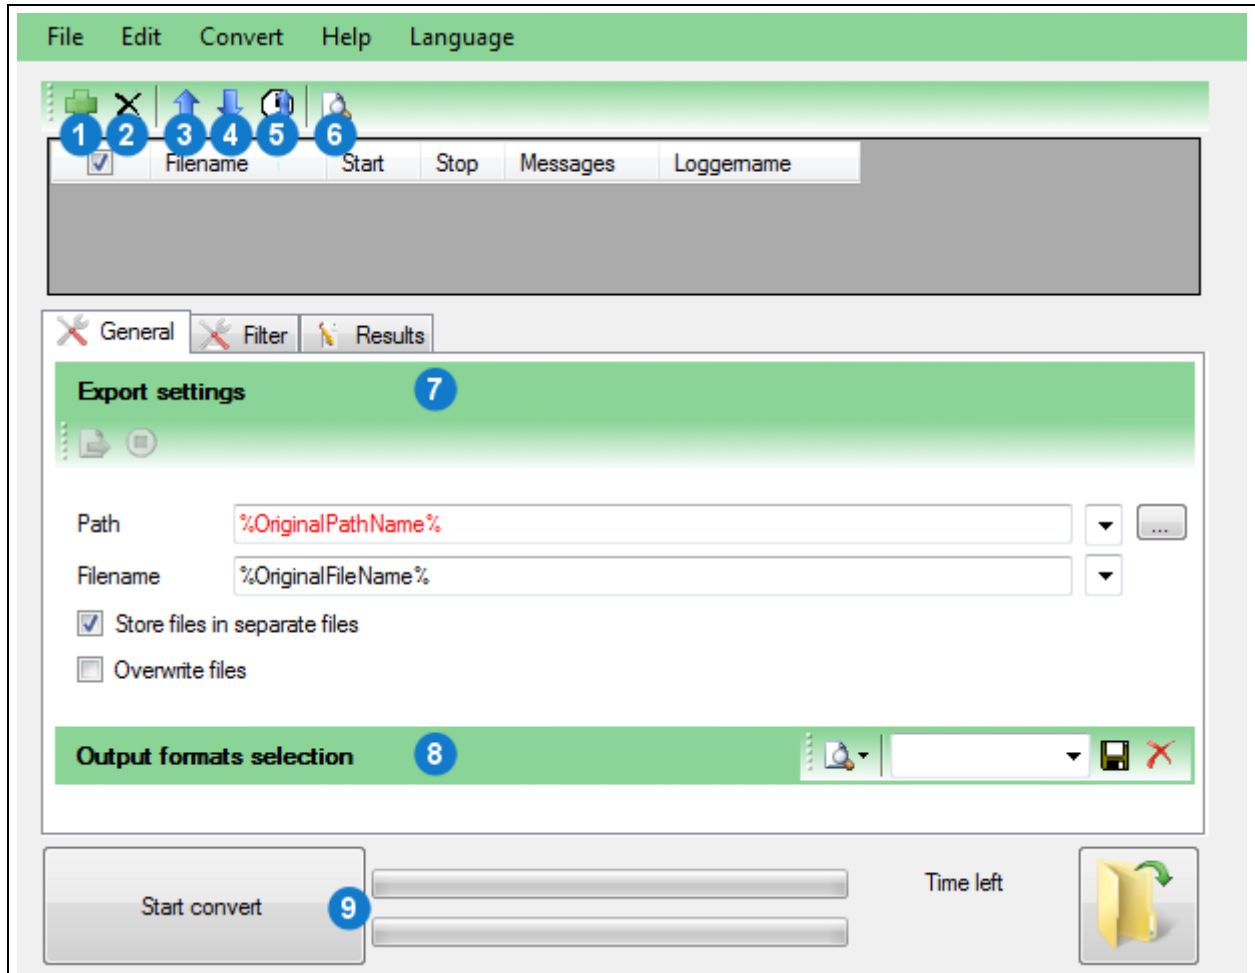 File Edit Convert Help Language
1 2 3 4 5 6
Filename Start Stop Messages Loggername
General Filter Results
Export settings 7
Path %OriginalPathName% ...
Filename %OriginalFileName%
Store files in separate files
Overwrite files
Output formats selection 8
Start convert 9 Time left